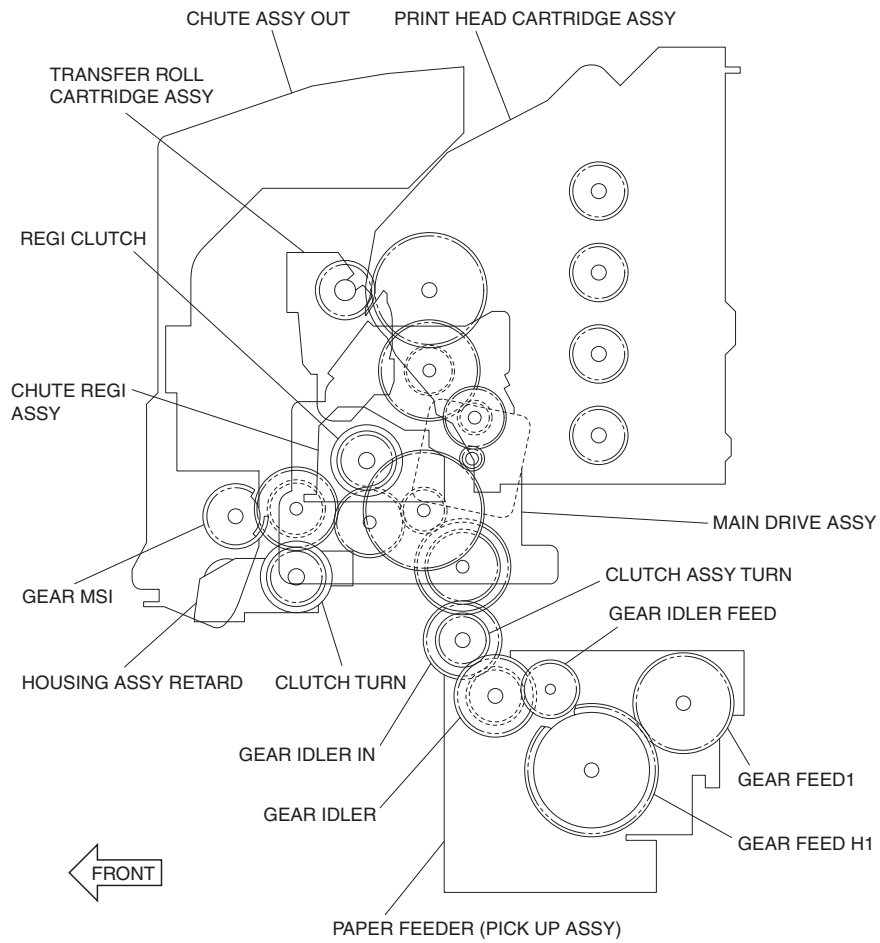 CHUTE ASSY OUT
PRINT HEAD CARTRIDGE ASSY
TRANSFER ROLL
CARTRIDGE ASSY
REGI CLUTCH
CHUTE REGI
ASSY
MAIN DRIVE ASSY
CLUTCH ASSY TURN
GEAR MSI
GEAR IDLER FEED
HOUSING ASSY RETARD
CLUTCH TURN
GEAR IDLER IN
GEAR FEED1
GEAR IDLER
GEAR FEED H1
FRONT
PAPER FEEDER (PICK UP ASSY)